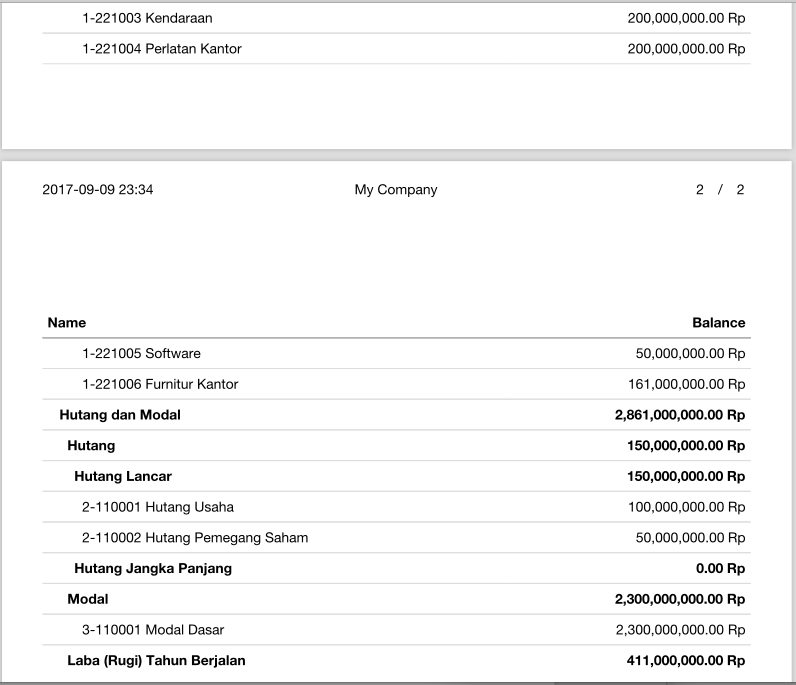 1-221003 Kendaraan 200,000,000.00 Rp
1-221004 Perlatan Kantor 200,000,000.00 Rp
2017-09-09 23:34 My Company 2 / 2
Name Balance
1-221005 Software 50,000,000.00 Rp
1-221006 Furnitur Kantor 161,000,000.00 Rp
Hutang dan Modal 2,861,000,000.00 Rp
Hutang 150,000,000.00 Rp
Hutang Lancar 150,000,000.00 Rp
2-110001 Hutang Usaha 100,000,000.00 Rp
2-110002 Hutang Pemegang Saham 50,000,000.00 Rp
Hutang Jangka Panjang 0.00 Rp
Modal 2,300,000,000.00 Rp
3-110001 Modal Dasar 2,300,000,000.00 Rp
Laba (Rugi) Tahun Berjalan 411,000,000.00 Rp